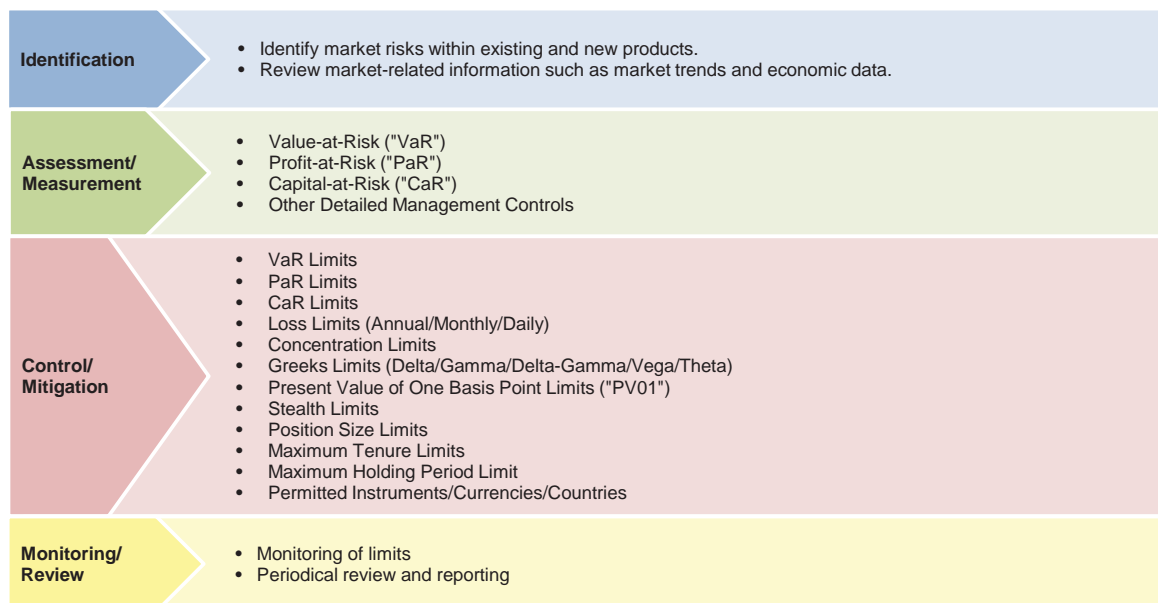 Identification
• Identify market risks within existing and new products.
• Review market-related information such as market trends and economic data.
Assessment/
Measurement
• Value-at-Risk ("VaR")
• Profit-at-Risk ("PaR")
• Capital-at-Risk ("CaR")
• Other Detailed Management Controls
Control/
Mitigation
• VaR Limits
• PaR Limits
• CaR Limits
• Loss Limits (Annual/Monthly/Daily)
• Concentration Limits
• Greeks Limits (Delta/Gamma/Delta-Gamma/Vega/Theta)
• Present Value of One Basis Point Limits ("PV01")
• Stealth Limits
• Position Size Limits
• Maximum Tenure Limits
• Maximum Holding Period Limit
• Permitted Instruments/Currencies/Countries
Monitoring/
Review
• Monitoring of limits
• Periodical review and reporting